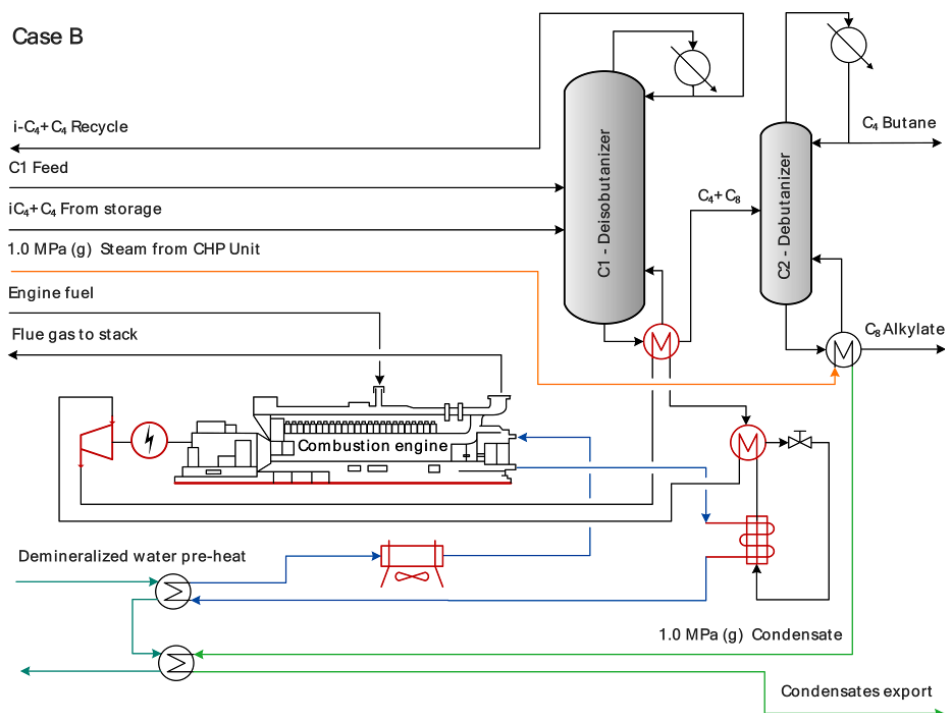 Case B
i-C₄+ C₄ Recycle
C1 Feed
iC₄+ C₄ From storage
1.0 MPa (g) Steam from CHP Unit
Engine fuel
Flue gas to stack
C1 - Deisobutanizer
C₄+ C₈
C2 - Debutanizer
C₄ Butane
C₈ Alkylate
Combustion engine
Demineralized water pre-heat
1.0 MPa (g) Condensate
Condensates export